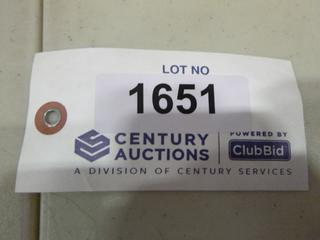 LOT NO
1651
CENTURY AUCTIONS
POWERED BY
ClubBid
A DIVISION OF CENTURY SERVICES